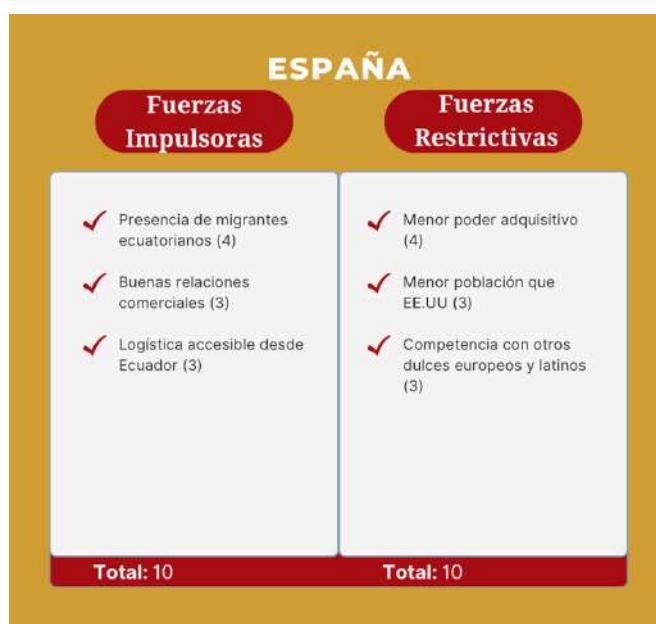 ESPAÑA
Fuerzas
Impulsoras
Presencia de migrantes
ecuatorianos (4)
Buenas relaciones
comerciales (3)
Logística accesible desde
Ecuador (3)
Total: 10
Fuerzas
Restrictivas
Menor poder adquisitivo
(4)
Menor población que
EE.UU (3)
Competencia con otros
dulces europeos y latinos
(3)
Total: 10